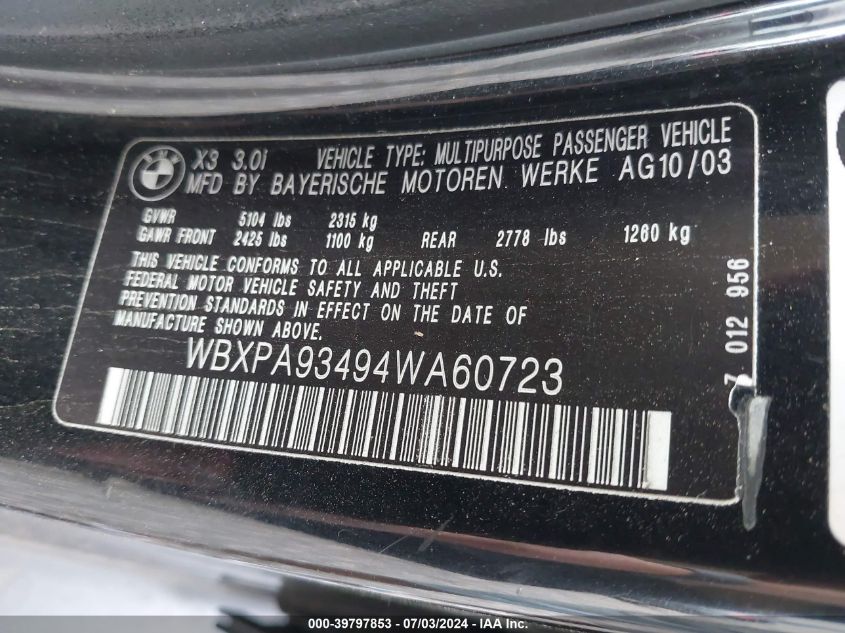 BMW
X3 3.0i VEHICLE TYPE: MULTIPURPOSE PASSENGER VEHICLE
MFD BY BAYERISCHE MOTOREN WERKE AG10/03
GVWR 5104 lbs 2315 kg
GAWR FRONT 2425 lbs 1100 kg REAR 2778 lbs 1260 kg
THIS VEHICLE CONFORMS TO ALL APPLICABLE U.S.
FEDERAL MOTOR VEHICLE SAFETY AND THEFT
PREVENTION STANDARDS IN EFFECT ON THE DATE OF
MANUFACTURE SHOWN ABOVE.
WBXPA93494WA60723
7 012 956
000-39797853 - 07/03/2024 - IAA Inc.